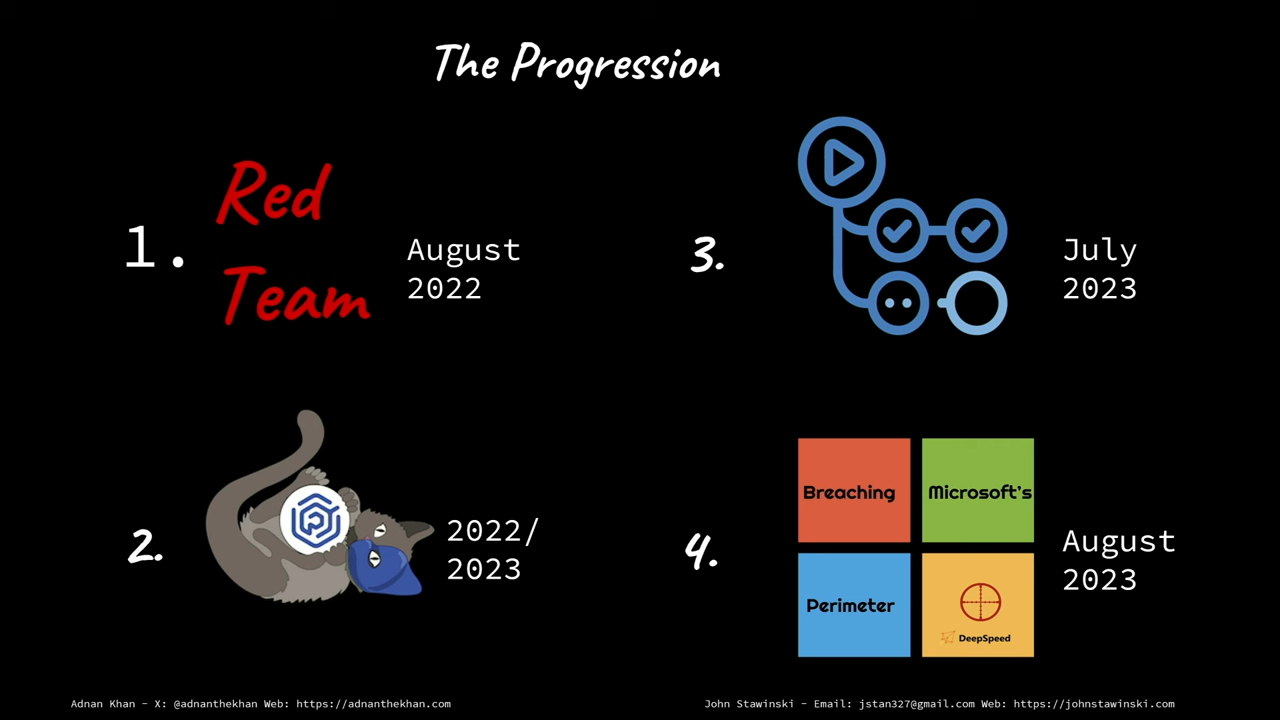 The Progression
1.
Red
Team
August
2022
2.
2022/
2023
3.
July
2023
4.
Breaching
Microsoft's
Perimeter
DeepSpeed
August
2023
Adnan Khan - X: @adnanthekhan Web: https://adnanthekhan.com
John Stawinski - Email: jstan327@gmail.com Web: https://johnstawinski.com